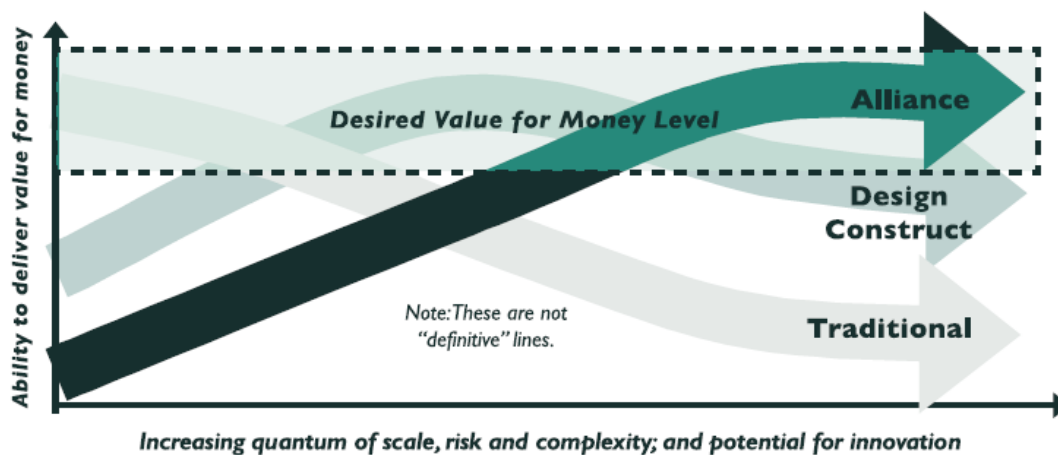 Ability to deliver value for money
Desired Value for Money Level
Alliance
Design
Construct
Note:These are not
"definitive" lines.
Traditional
Increasing quantum of scale, risk and complexity; and potential for innovation